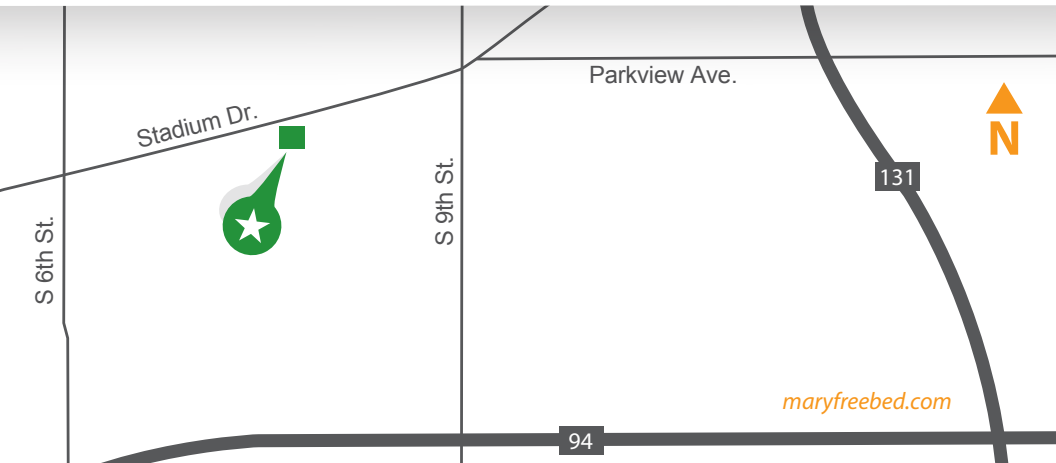 Parkview Ave.
Stadium Dr.
N
131
S 9th St.
S 6th St.
maryfreebed.com
94